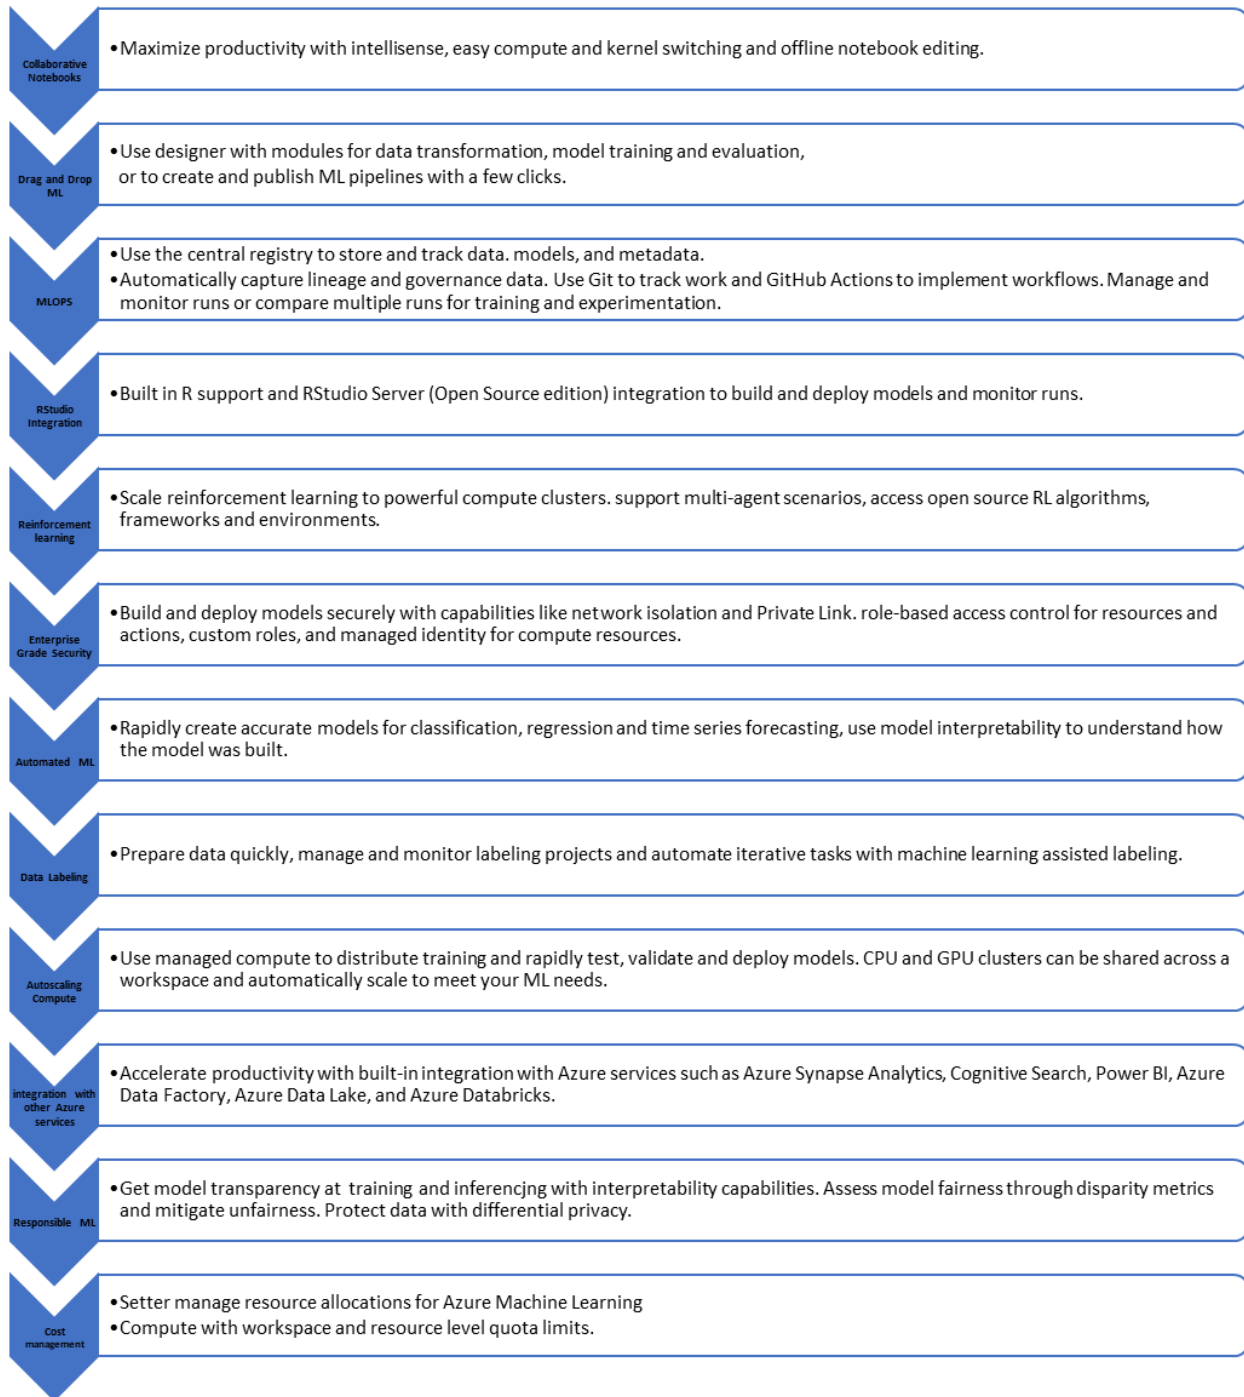 Collaborative
Notebooks
•Maximize productivity with intellisense, easy compute and kernel switching and offline notebook editing.
Drag and Drop
ML
•Use designer with modules for data transformation, model training and evaluation,
or to create and publish ML pipelines with a few clicks.
MLOPS
•Use the central registry to store and track data. models, and metadata.
•Automatically capture lineage and governance data. Use Git to track work and GitHub Actions to implement workflows. Manage and
monitor runs or compare multiple runs for training and experimentation.
RStudio
Integration
•Built in R support and RStudio Server (Open Source edition) integration to build and deploy models and monitor runs.
Reinforcement
learning
•Scale reinforcement learning to powerful compute clusters. support multi-agent scenarios, access open source RL algorithms,
frameworks and environments.
Enterprise
Grade Security
•Build and deploy models securely with capabilities like network isolation and Private Link. role-based access control for resources and
actions, custom roles, and managed identity for compute resources.
Automated ML
•Rapidly create accurate models for classification, regression and time series forecasting, use model interpretability to understand how
the model was built.
Data Labeling
•Prepare data quickly, manage and monitor labeling projects and automate iterative tasks with machine learning assisted labeling.
Autoscaling
Compute
•Use managed compute to distribute training and rapidly test, validate and deploy models. CPU and GPU clusters can be shared across a
workspace and automatically scale to meet your ML needs.
integration with
other Azure
services
•Accelerate productivity with built-in integration with Azure services such as Azure Synapse Analytics, Cognitive Search, Power BI, Azure
Data Factory, Azure Data Lake, and Azure Databricks.
Responsible ML
•Get model transparency at training and inferencjng with interpretability capabilities. Assess model fairness through disparity metrics
and mitigate unfairness. Protect data with differential privacy.
Cost
management
•Setter manage resource allocations for Azure Machine Learning
•Compute with workspace and resource level quota limits.